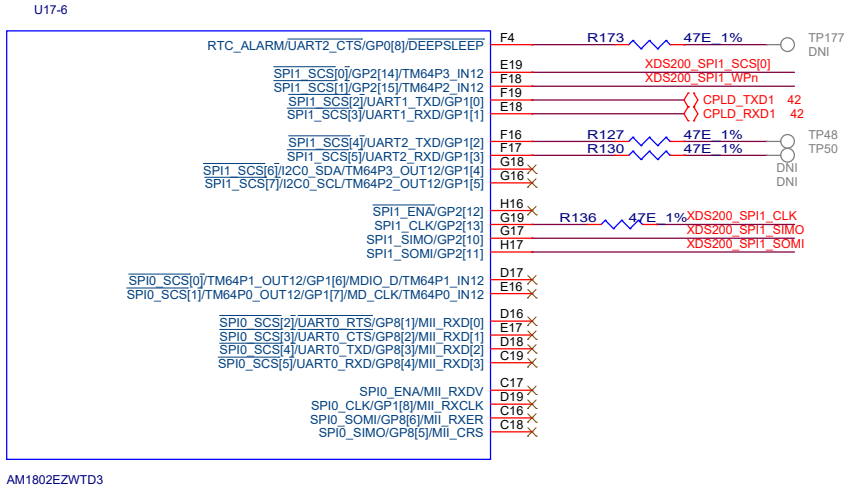 U17-6
RTC_ALARM/UART2_CTS/GP0[8]/DEEPSLEEP F4 R173 47E_1% TP177
DNI
SPI1_SCS[0]/GP2[14]/TM64P3_IN12 E19 XDS200_SPI1_SCS[0]
SPI1_SCS[1]/GP2[15]/TM64P2_IN12 F18 XDS200_SPI1_WPn
SPI1_SCS[2]/UART1_TXD/GP1[0] F19 CPLD_TXD1 42
SPI1_SCS[3]/UART1_RXD/GP1[1] E18 CPLD_RXD1 42
SPI1_SCS[4]/UART2_TXD/GP1[2] F16 R127 47E_1% TP48
SPI1_SCS[5]/UART2_RXD/GP1[3] F17 R130 47E_1% TP50
SPI1_SCS[6]/I2C0_SDA/TM64P3_OUT12/GP1[4] G18 DNI
SPI1_SCS[7]/I2C0_SCL/TM64P2_OUT12/GP1[5] G16 DNI
SPI1_ENA/GP2[12] H16
SPI1_CLK/GP2[13] G19 R136 47E_1% XDS200_SPI1_CLK
SPI1_SIMO/GP2[10] G17 XDS200_SPI1_SIMO
SPI1_SOMI/GP2[11] H17 XDS200_SPI1_SOMI
SPI0_SCS[0]/TM64P1_OUT12/GP1[6]/MDIO_D/TM64P1_IN12 D17
SPI0_SCS[1]/TM64P0_OUT12/GP1[7]/MD_CLK/TM64P0_IN12 E16
SPI0_SCS[2]/UART0_RTS/GP8[1]/MII_RXD[0] D16
SPI0_SCS[3]/UART0_CTS/GP8[2]/MII_RXD[1] E17
SPI0_SCS[4]/UART0_TXD/GP8[3]/MII_RXD[2] D18
SPI0_SCS[5]/UART0_RXD/GP8[4]/MII_RXD[3] C19
SPI0_ENA/MII_RXDV C17
SPI0_CLK/GP1[8]/MII_RXCLK D19
SPI0_SOMI/GP8[6]/MII_RXER C16
SPI0_SIMO/GP8[5]/MII_CRS C18
AM1802EZWTD3